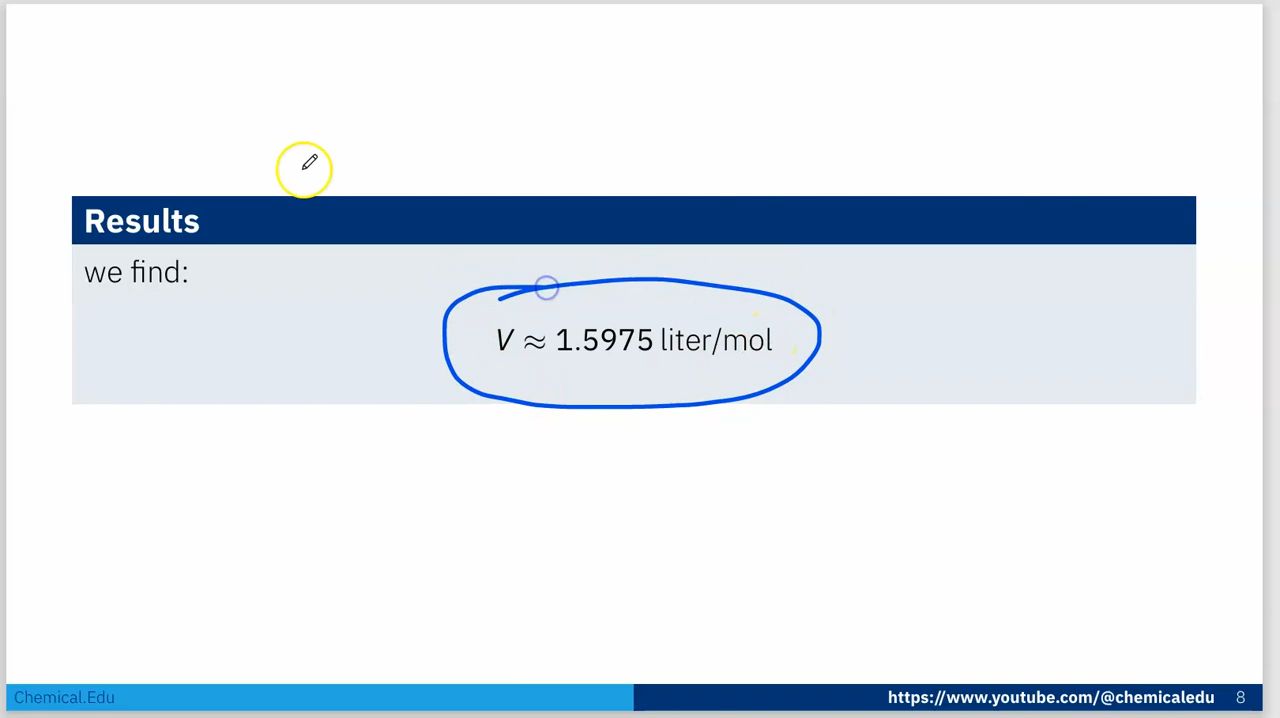 Results
we find:
V ≈ 1.5975 liter/mol
Chemical.Edu
https://www.youtube.com/@chemicaledu 8